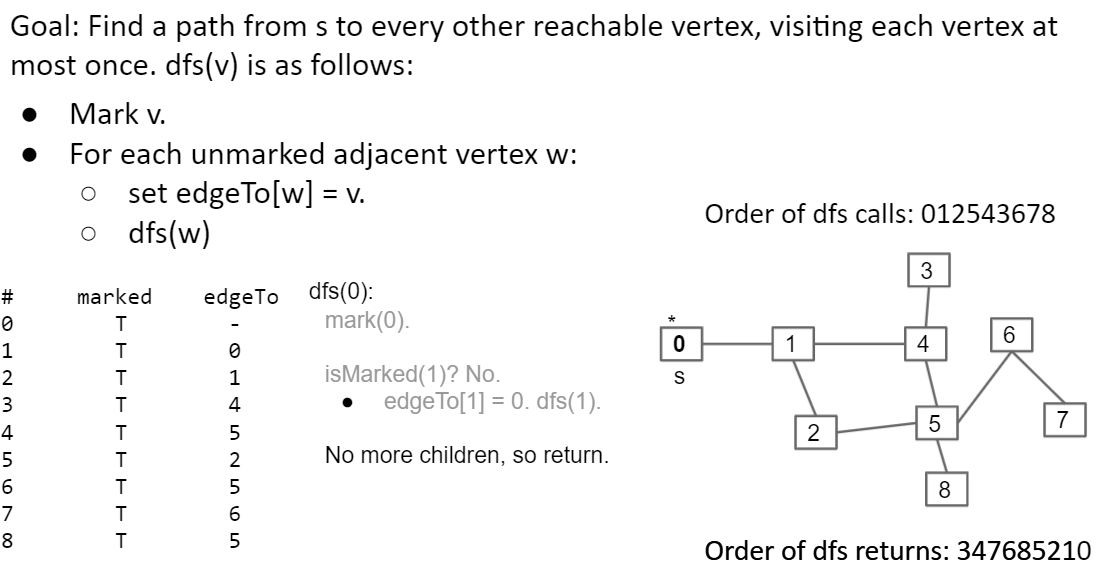 Goal: Find a path from s to every other reachable vertex, visiting each vertex at
most once. dfs(v) is as follows:
● Mark v.
● For each unmarked adjacent vertex w:
○ set edgeTo[w] = v.
○ dfs(w)
Order of dfs calls: 012543678
# marked edgeTo
0 T -
1 T 0
2 T 1
3 T 4
4 T 5
5 T 2
6 T 5
7 T 6
8 T 5
dfs(0):
mark(0).
isMarked(1)? No.
● edgeTo[1] = 0. dfs(1).
No more children, so return.
3
*
0
s
1
4
6
2
5
7
8
Order of dfs returns: 347685210